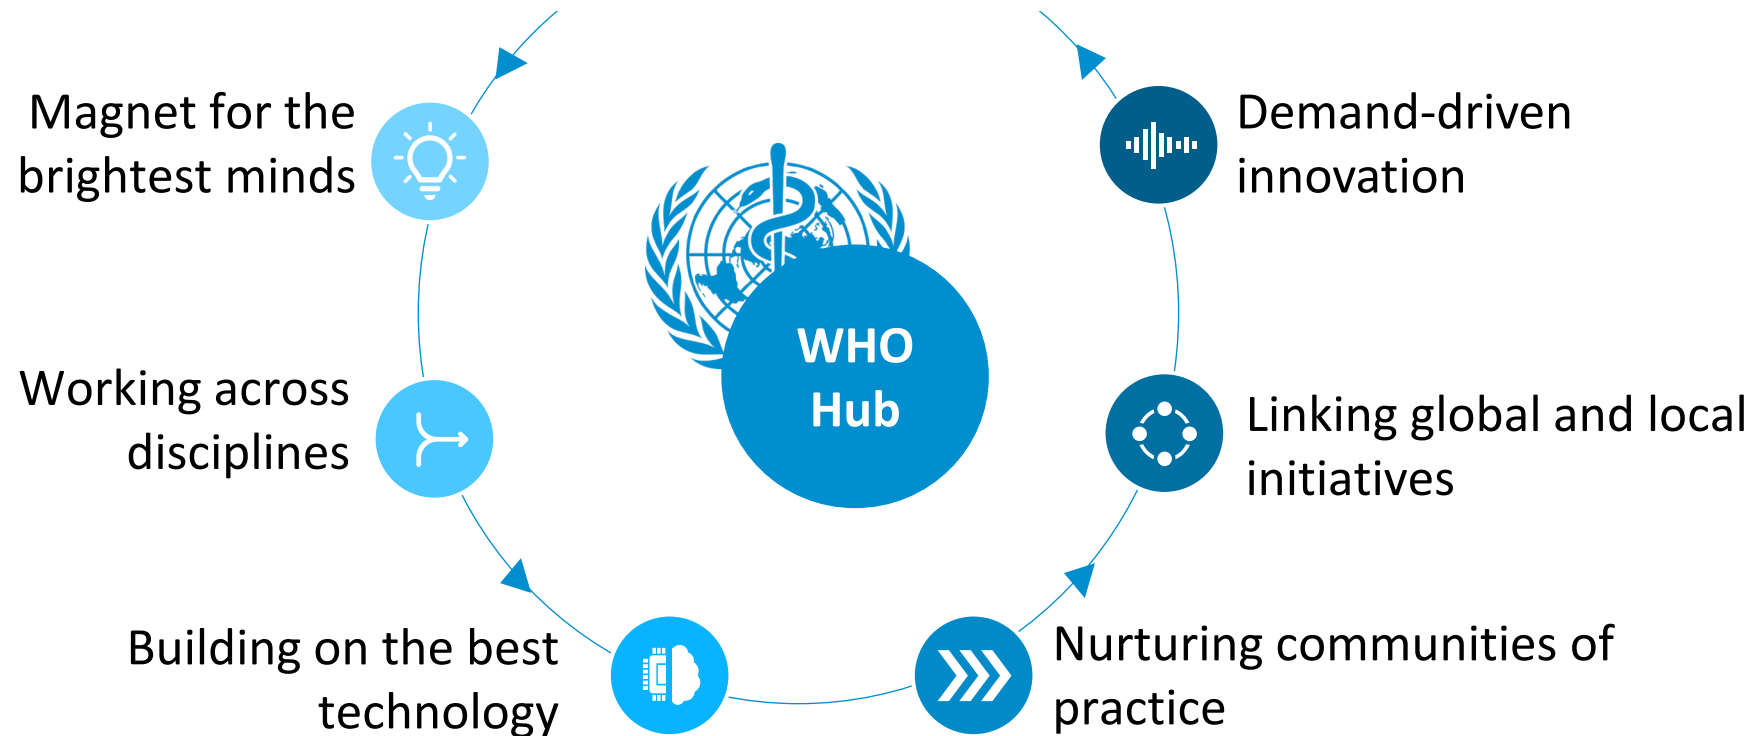 Magnet for the
brightest minds
Working across
disciplines
Building on the best
technology
WHO
Hub
Demand-driven
innovation
Linking global and local
initiatives
Nurturing communities of
practice